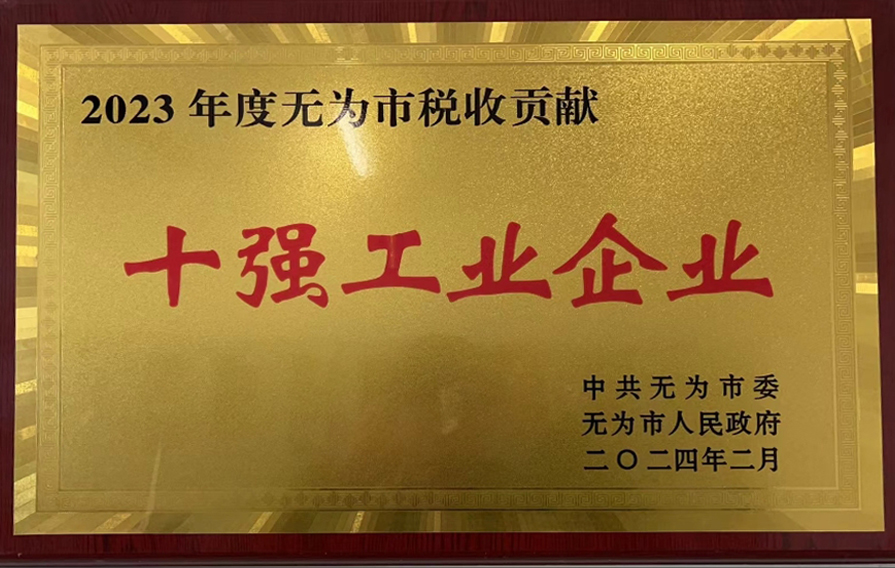 2023 年度无为市税收贡献
十强工业企业
中共无为市委
无为市人民政府
二〇二四年二月